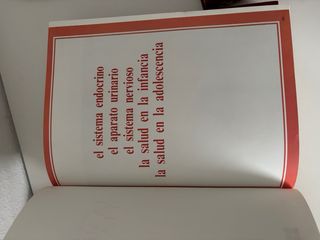 el sistema endocrino
el aparato urinario
el sistema nervioso
la salud en la infancia
la salud en la adolescencia